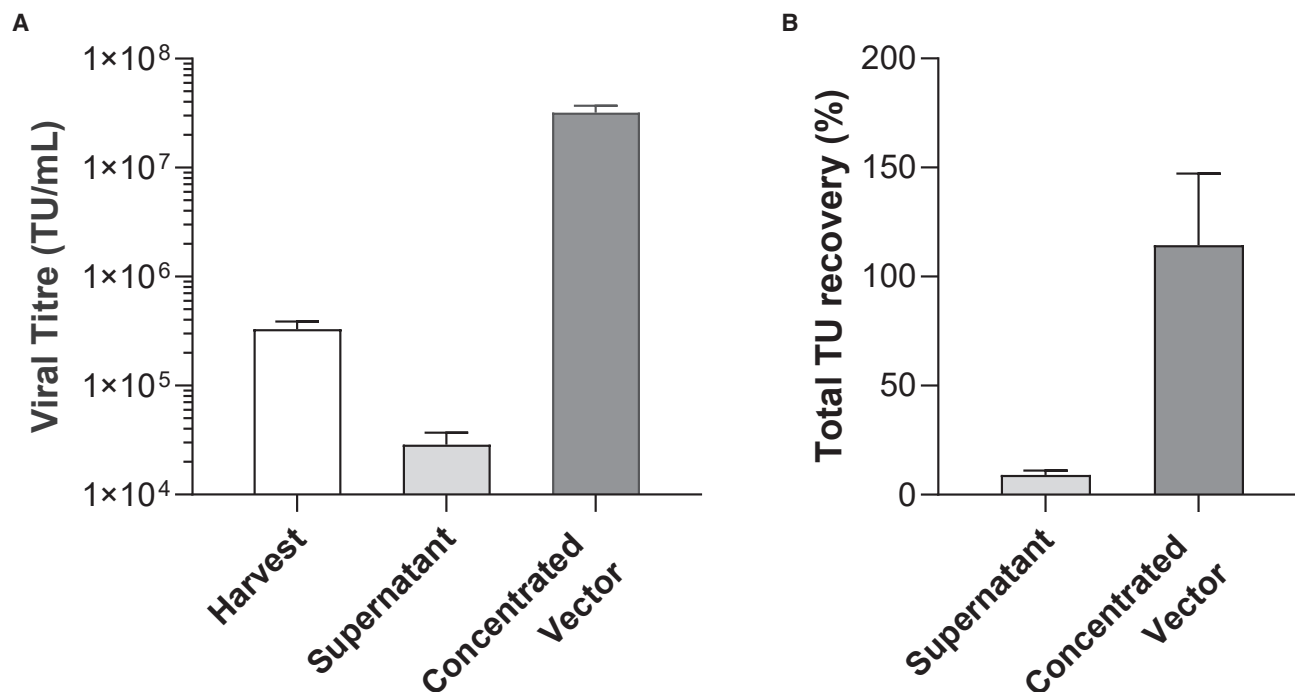 A
Viral Titre (TU/mL)
1×10⁸
1×10⁷
1×10⁶
1×10⁵
1×10⁴
Harvest
Supernatant
Concentrated
Vector
B
Total TU recovery (%)
200
150
100
50
0
Supernatant
Concentrated
Vector